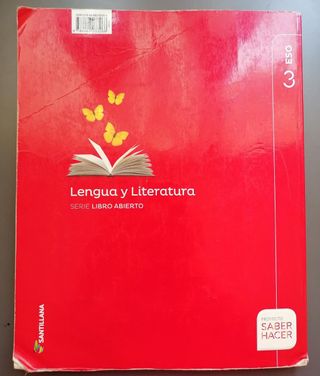 3 ESO
Lengua y Literatura
SERIE LIBRO ABIERTO
PROYECTO
SABER
HACER
SANTILLANA